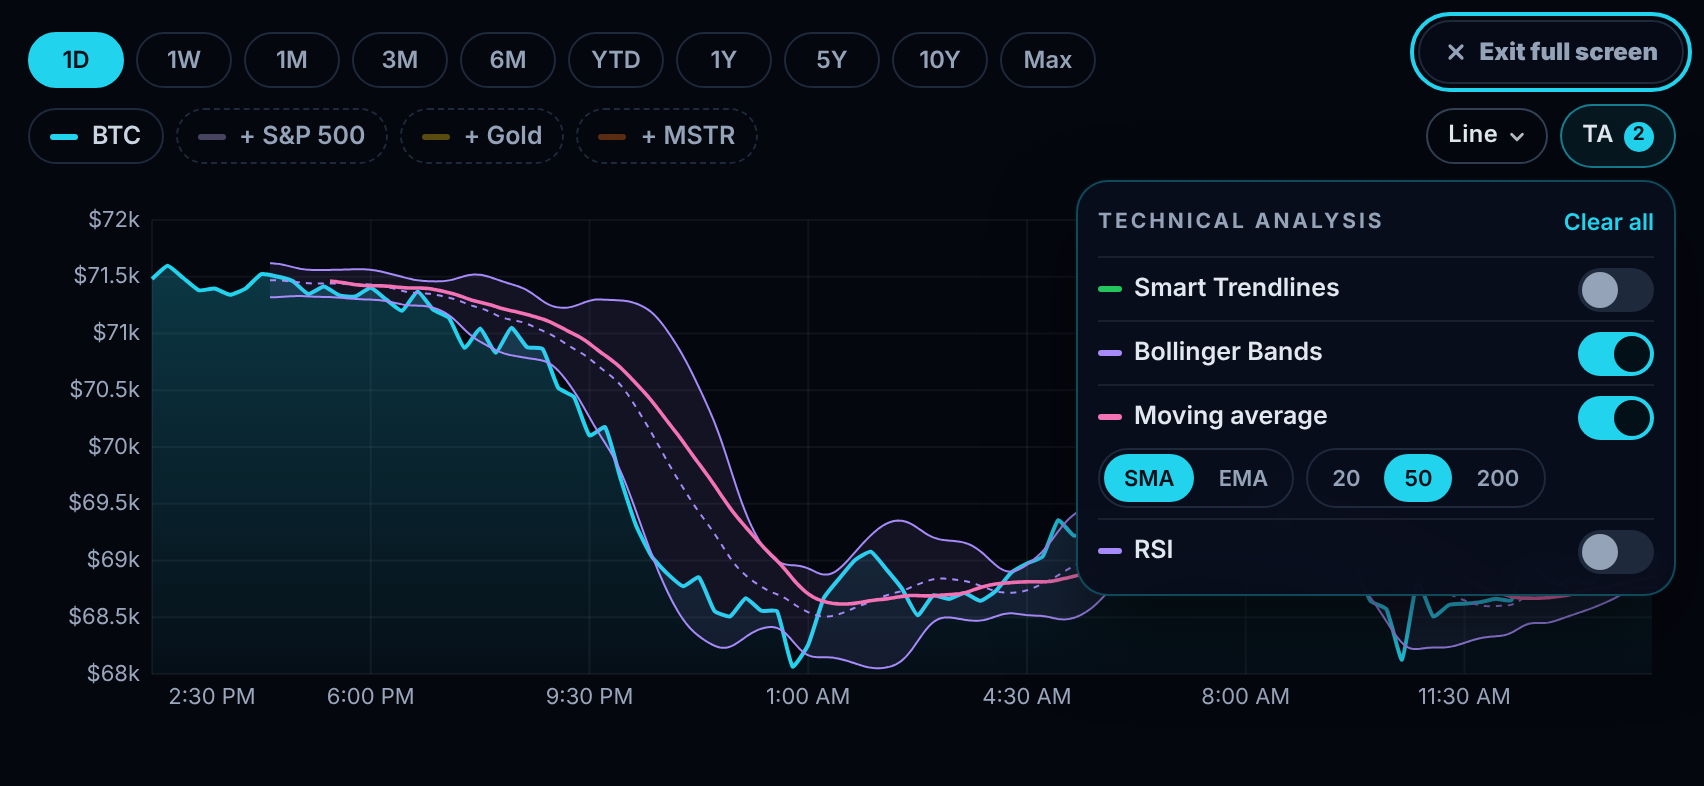 1D 1W 1M 3M 6M YTD 1Y 5Y 10Y Max
✕ Exit full screen
BTC + S&P 500 + Gold + MSTR
Line TA 2
TECHNICAL ANALYSIS Clear all
Smart Trendlines
Bollinger Bands
Moving average
SMA EMA 20 50 200
RSI
$72k
$71.5k
$71k
$70.5k
$70k
$69.5k
$69k
$68.5k
$68k
2:30 PM 6:00 PM 9:30 PM 1:00 AM 4:30 AM 8:00 AM 11:30 AM